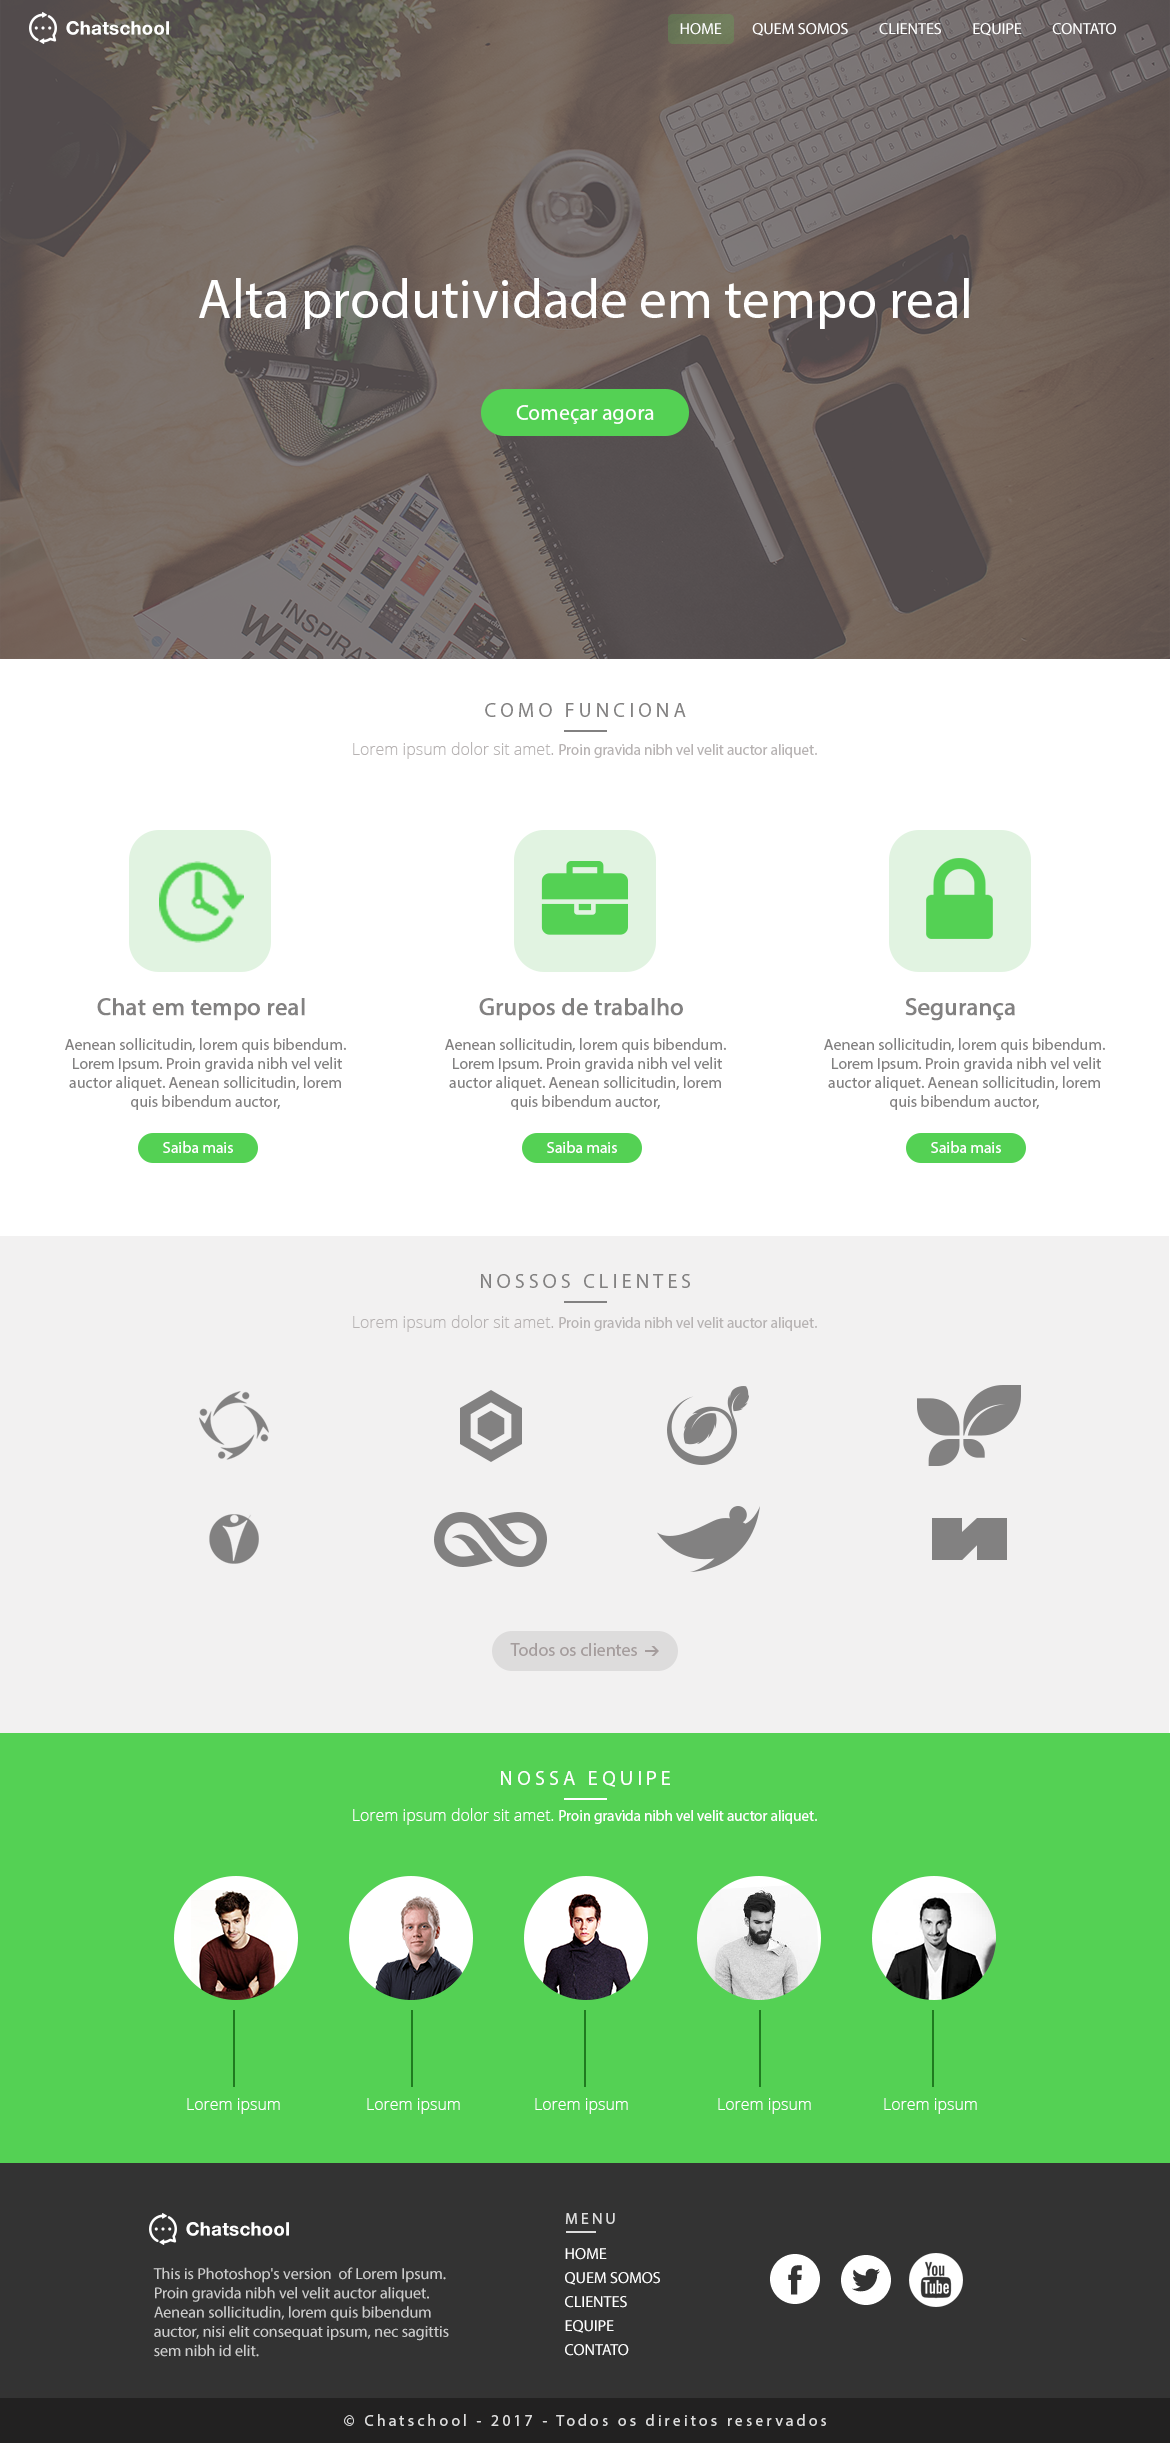 Chatschool
HOME QUEM SOMOS CLIENTES EQUIPE CONTATO
Alta produtividade em tempo real
Começar agora
INSPIRAT
WEB
COMO FUNCIONA
Lorem ipsum dolor sit amet. Proin gravida nibh vel velit auctor aliquet.
Chat em tempo real
Aenean sollicitudin, lorem quis bibendum.
Lorem Ipsum. Proin gravida nibh vel velit
auctor aliquet. Aenean sollicitudin, lorem
quis bibendum auctor,
Saiba mais
Grupos de trabalho
Aenean sollicitudin, lorem quis bibendum.
Lorem Ipsum. Proin gravida nibh vel velit
auctor aliquet. Aenean sollicitudin, lorem
quis bibendum auctor,
Saiba mais
Segurança
Aenean sollicitudin, lorem quis bibendum.
Lorem Ipsum. Proin gravida nibh vel velit
auctor aliquet. Aenean sollicitudin, lorem
quis bibendum auctor,
Saiba mais
NOSSOS CLIENTES
Lorem ipsum dolor sit amet. Proin gravida nibh vel velit auctor aliquet.
Todos os clientes →
NOSSA EQUIPE
Lorem ipsum dolor sit amet. Proin gravida nibh vel velit auctor aliquet.
Lorem ipsum
Lorem ipsum
Lorem ipsum
Lorem ipsum
Lorem ipsum
Chatschool
This is Photoshop's version of Lorem Ipsum.
Proin gravida nibh vel velit auctor aliquet.
Aenean sollicitudin, lorem quis bibendum
auctor, nisi elit consequat ipsum, nec sagittis
sem nibh id elit.
MENU
HOME
QUEM SOMOS
CLIENTES
EQUIPE
CONTATO
You
Tube
© Chatschool - 2017 - Todos os direitos reservados